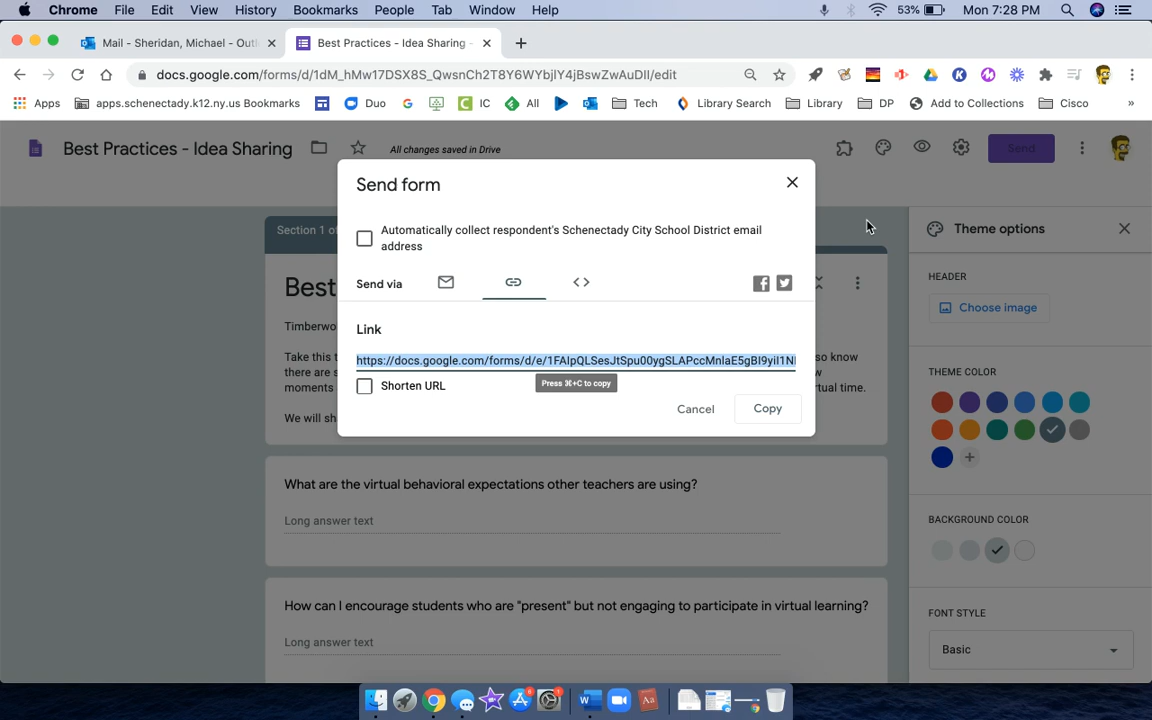 Chrome File Edit View History Bookmarks People Tab Window Help 53% Mon 7:28 PM
Mail - Sheridan, Michael - Outl Best Practices - Idea Sharing -
docs.google.com/forms/d/1dM_hMw17DSX8S_QwsnCh2T8Y6WYbjlY4jBswZwAuDlI/edit
Apps apps.schenectady.k12.ny.us Bookmarks Duo IC All Tech Library Search Library DP Add to Collections Cisco »
Best Practices - Idea Sharing All changes saved in Drive Send
Send form
Section 1 of
Automatically collect respondent's Schenectady City School District email
address
Theme options
Send via
HEADER
Best
Choose image
Timberwo
Link
Take this t so know
https://docs.google.com/forms/d/e/1FAIpQLSesJtSpu00ygSLAPccMnlaE5gBI9yiI1NI
there are s w
Press ⌘+C to copy
THEME COLOR
moments rtual time.
Shorten URL
We will sh
Cancel Copy
What are the virtual behavioral expectations other teachers are using?
Long answer text
BACKGROUND COLOR
How can I encourage students who are "present" but not engaging to participate in virtual learning?
Long answer text
FONT STYLE
Basic